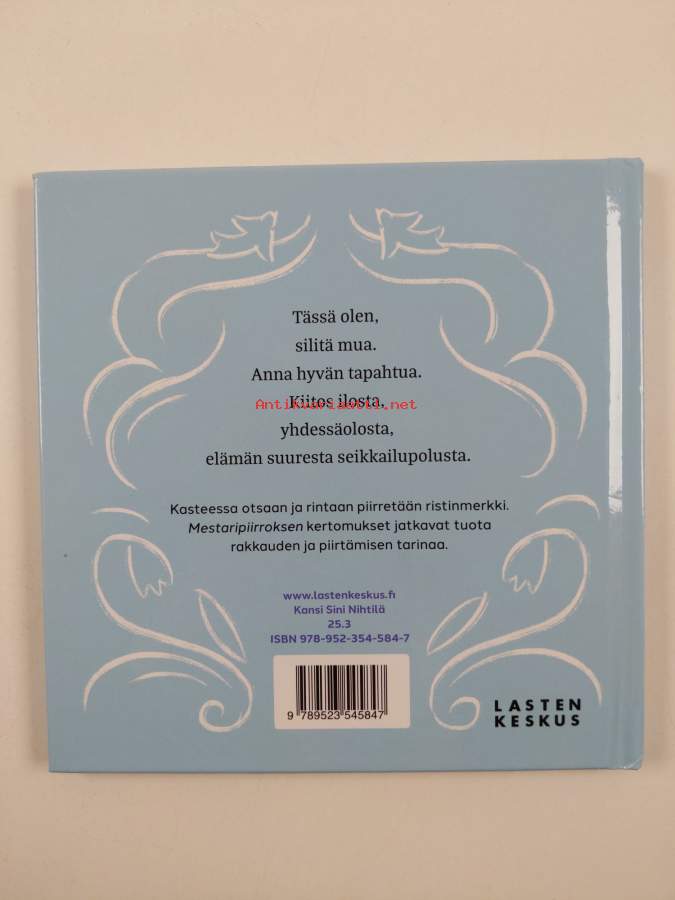 Tässä olen,
silitä mua.
Anna hyvän tapahtua.
Kiitos ilosta,
Antikvariaatti.net
yhdessäolosta,
elämän suuresta seikkailupolusta.
Kasteessa otsaan ja rintaan piirretään ristinmerkki.
Mestaripiirroksen kertomukset jatkavat tuota
rakkauden ja piirtämisen tarinaa.
www.lastenkeskus.fi
Kansi Sini Nihtilä
25.3
ISBN 978-952-354-584-7
9 789523 545847
LASTEN
KESKUS